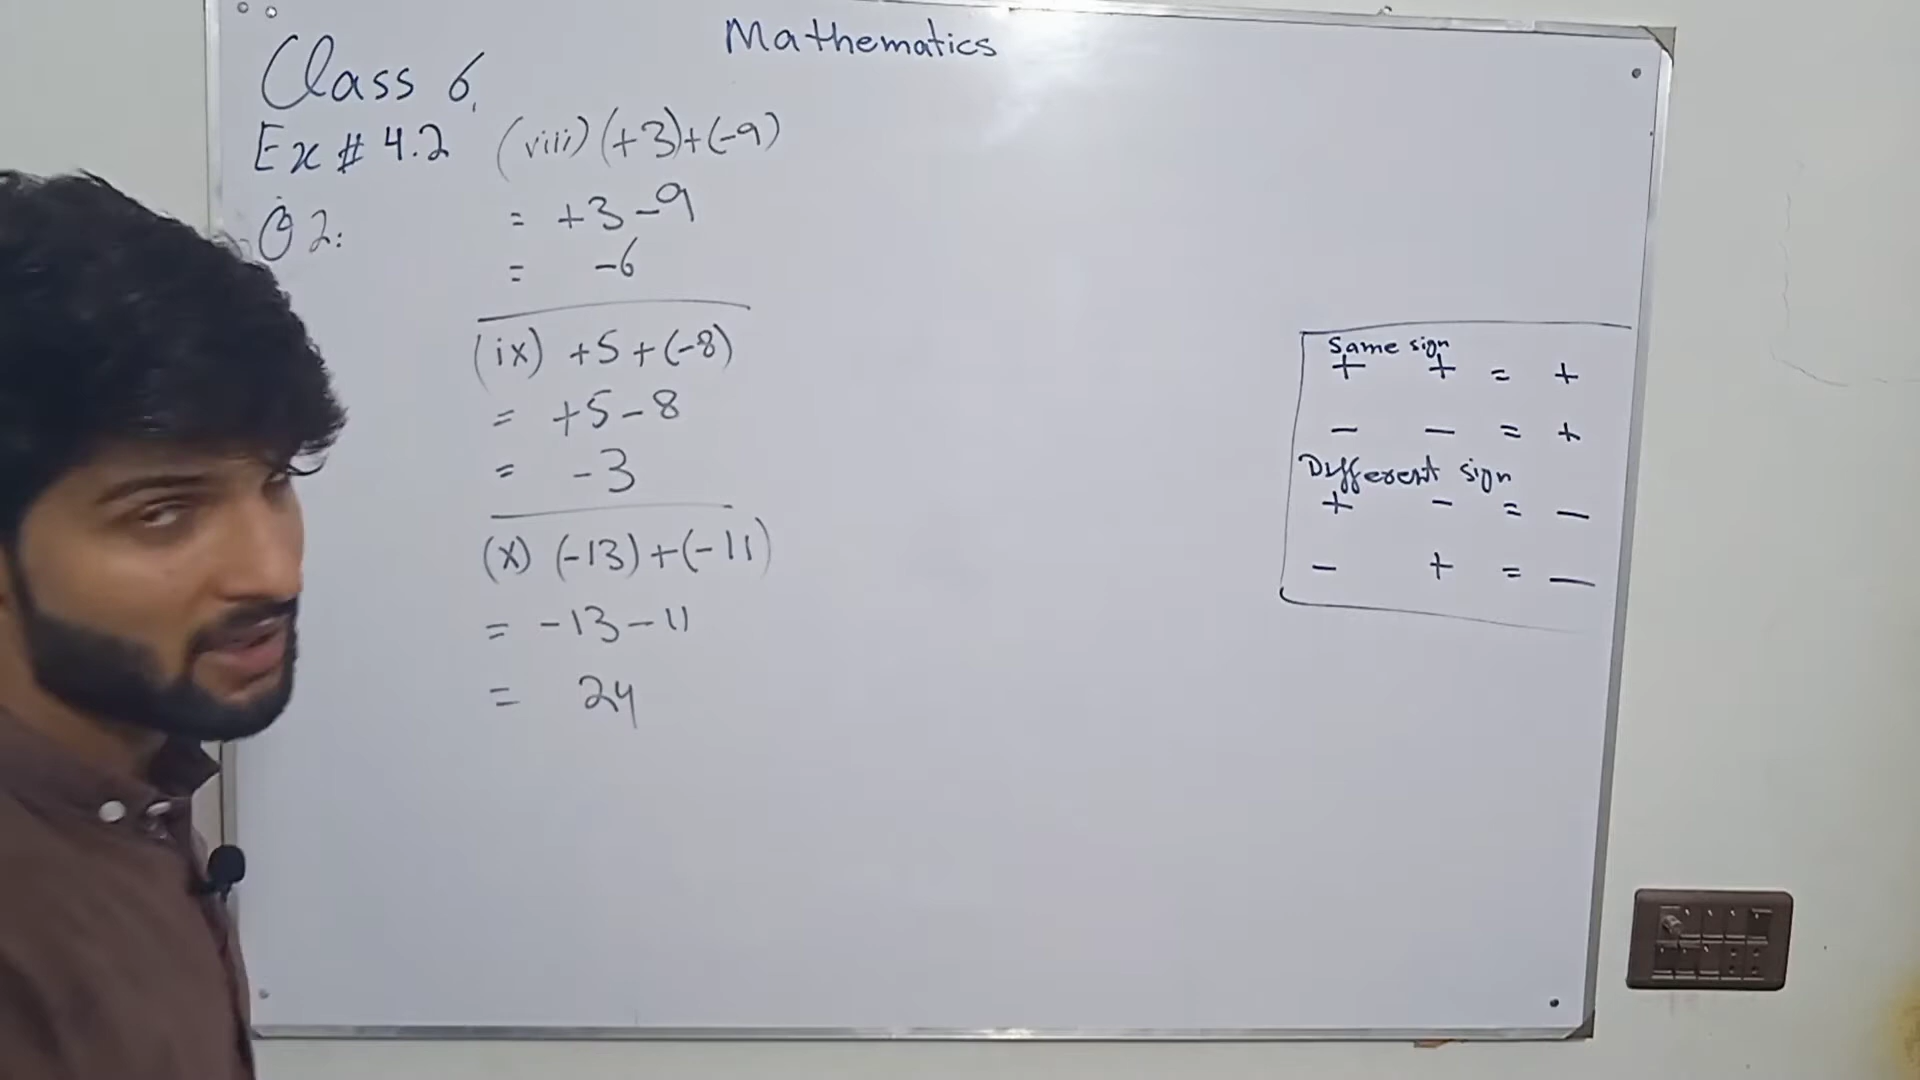 Mathematics
Class 6
Ex # 4.2
Q 2:
(viii) (+3)+(-9)
= +3-9
= -6
(ix) +5+(-8)
= +5-8
= -3
(x) (-13)+(-11)
= -13-11
= 24
Same sign
+ + = +
- - = +
Different sign
+ - = -
- + = -